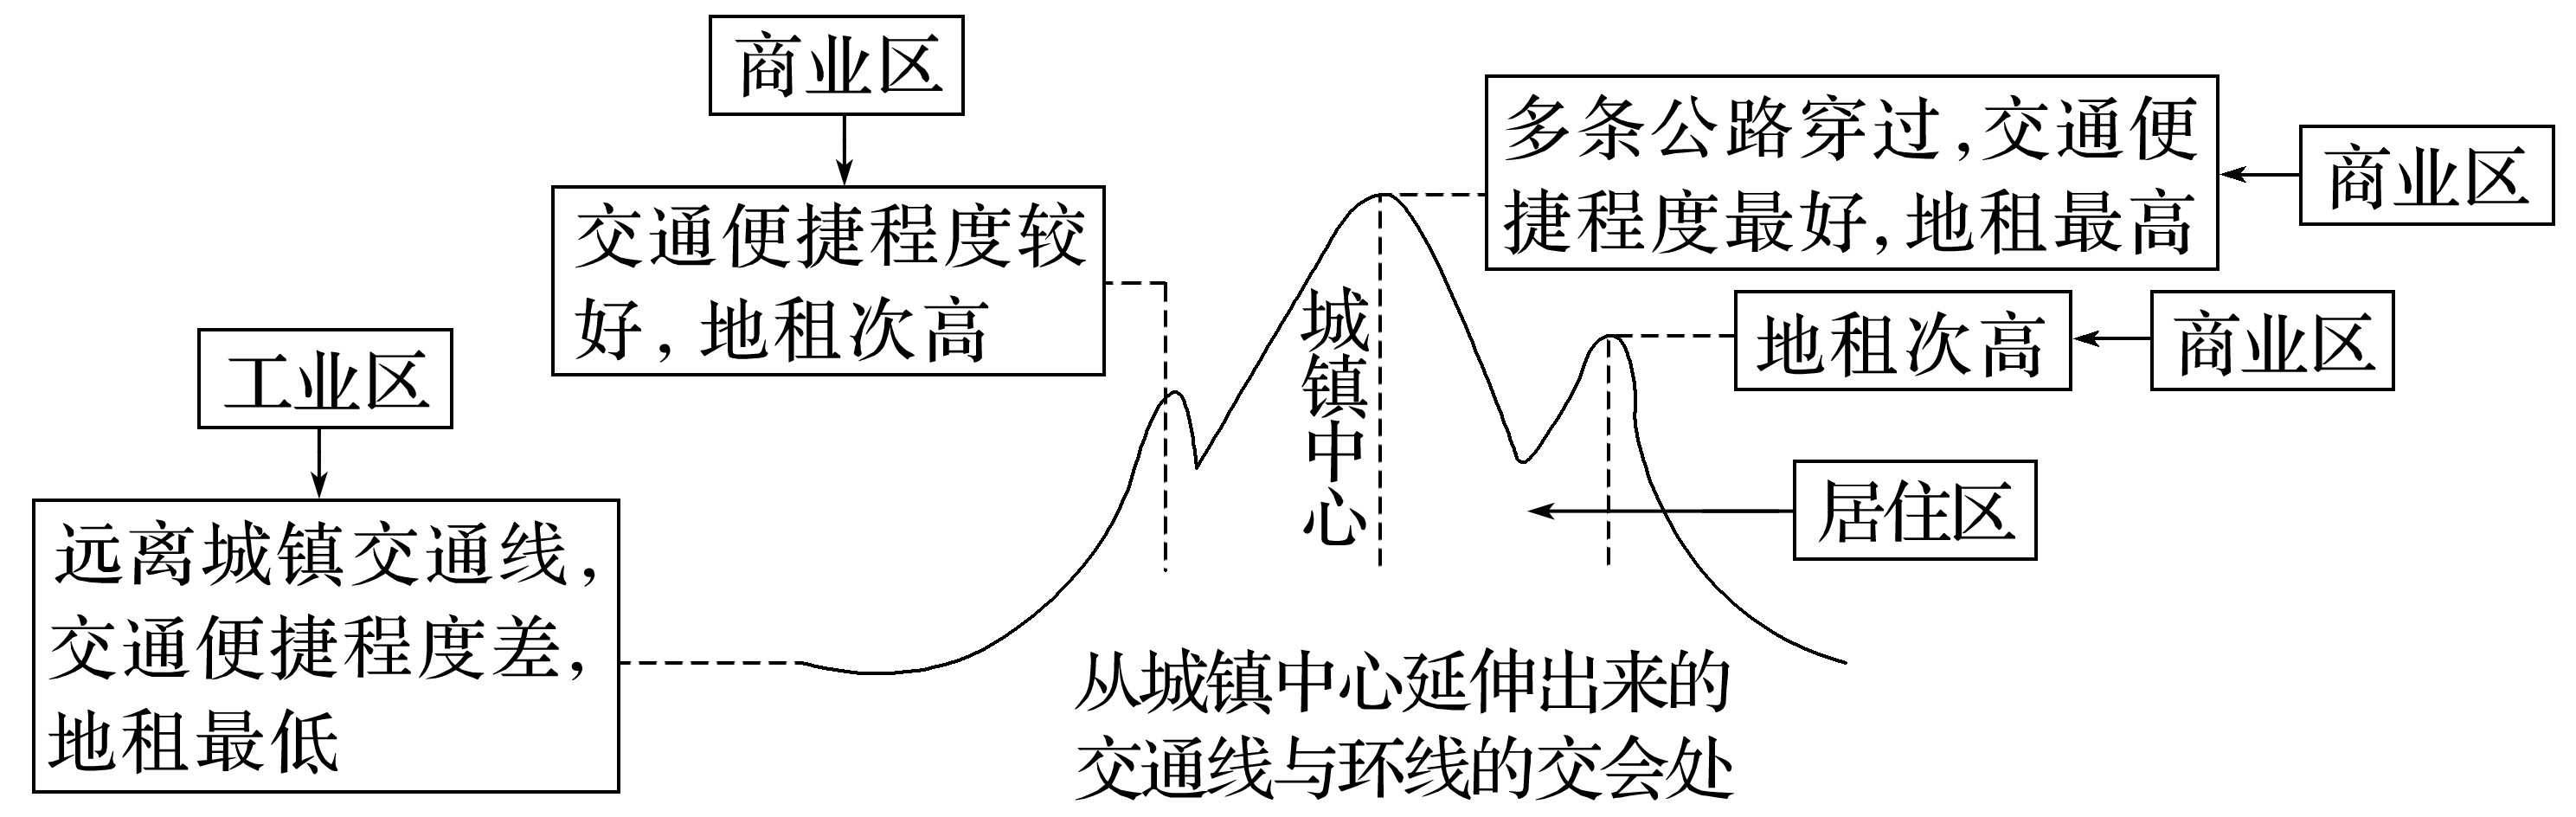 商业区
多条公路穿过,交通便
捷程度最好,地租最高
商业区
交通便捷程度较
好,地租次高
城镇中心
地租次高
商业区
工业区
居住区
远离城镇交通线,
交通便捷程度差,
地租最低
从城镇中心延伸出来的
交通线与环线的交会处